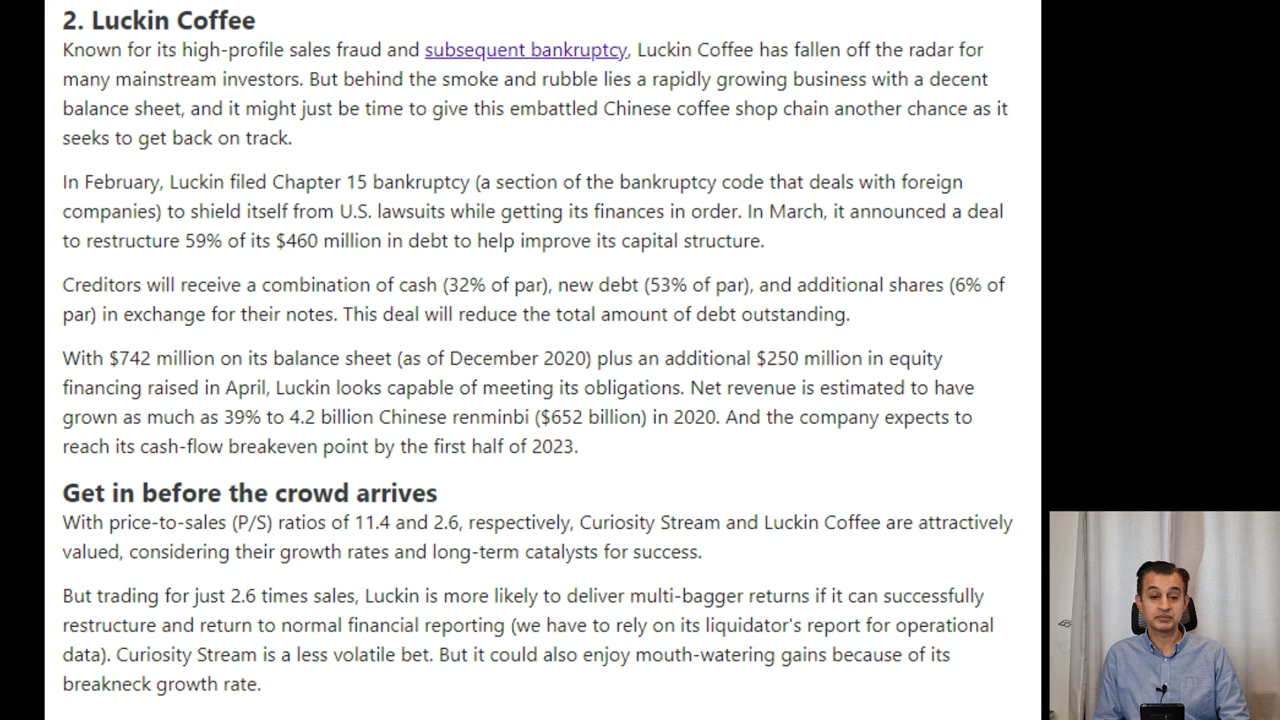 2. Luckin Coffee
Known for its high-profile sales fraud and subsequent bankruptcy, Luckin Coffee has fallen off the radar for
many mainstream investors. But behind the smoke and rubble lies a rapidly growing business with a decent
balance sheet, and it might just be time to give this embattled Chinese coffee shop chain another chance as it
seeks to get back on track.
In February, Luckin filed Chapter 15 bankruptcy (a section of the bankruptcy code that deals with foreign
companies) to shield itself from U.S. lawsuits while getting its finances in order. In March, it announced a deal
to restructure 59% of its $460 million in debt to help improve its capital structure.
Creditors will receive a combination of cash (32% of par), new debt (53% of par), and additional shares (6% of
par) in exchange for their notes. This deal will reduce the total amount of debt outstanding.
With $742 million on its balance sheet (as of December 2020) plus an additional $250 million in equity
financing raised in April, Luckin looks capable of meeting its obligations. Net revenue is estimated to have
grown as much as 39% to 4.2 billion Chinese renminbi ($652 billion) in 2020. And the company expects to
reach its cash-flow breakeven point by the first half of 2023.
Get in before the crowd arrives
With price-to-sales (P/S) ratios of 11.4 and 2.6, respectively, Curiosity Stream and Luckin Coffee are attractively
valued, considering their growth rates and long-term catalysts for success.
But trading for just 2.6 times sales, Luckin is more likely to deliver multi-bagger returns if it can successfully
restructure and return to normal financial reporting (we have to rely on its liquidator's report for operational
data). Curiosity Stream is a less volatile bet. But it could also enjoy mouth-watering gains because of its
breakneck growth rate.